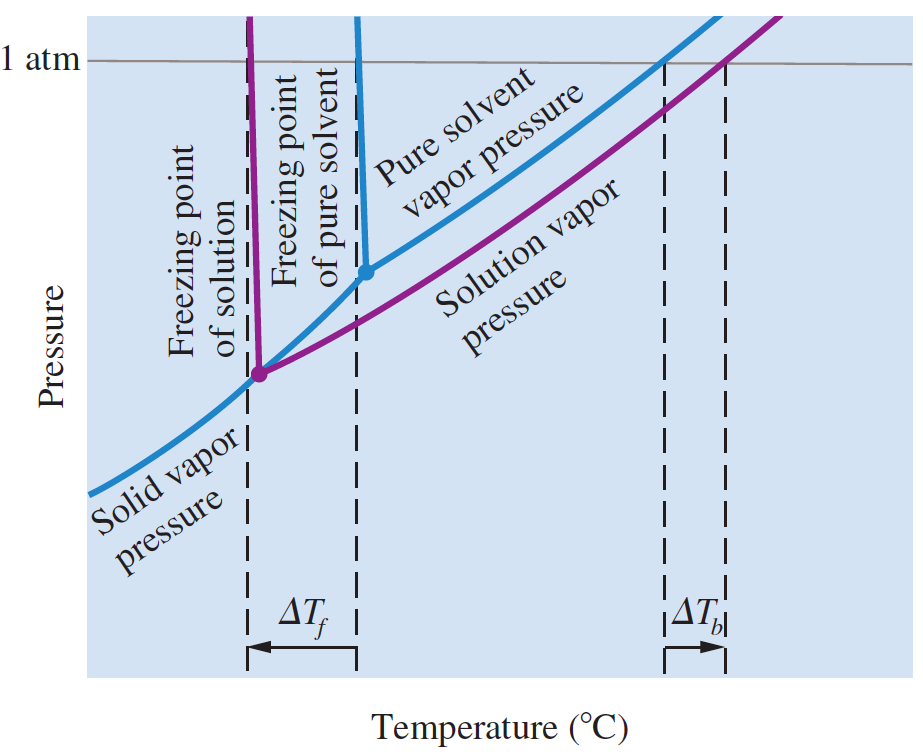 1 atm
Pressure
Freezing point
of solution
Freezing point
of pure solvent
Pure solvent
vapor pressure
Solution vapor
pressure
Solid vapor
pressure
ΔT_f
ΔT_b
Temperature (°C)